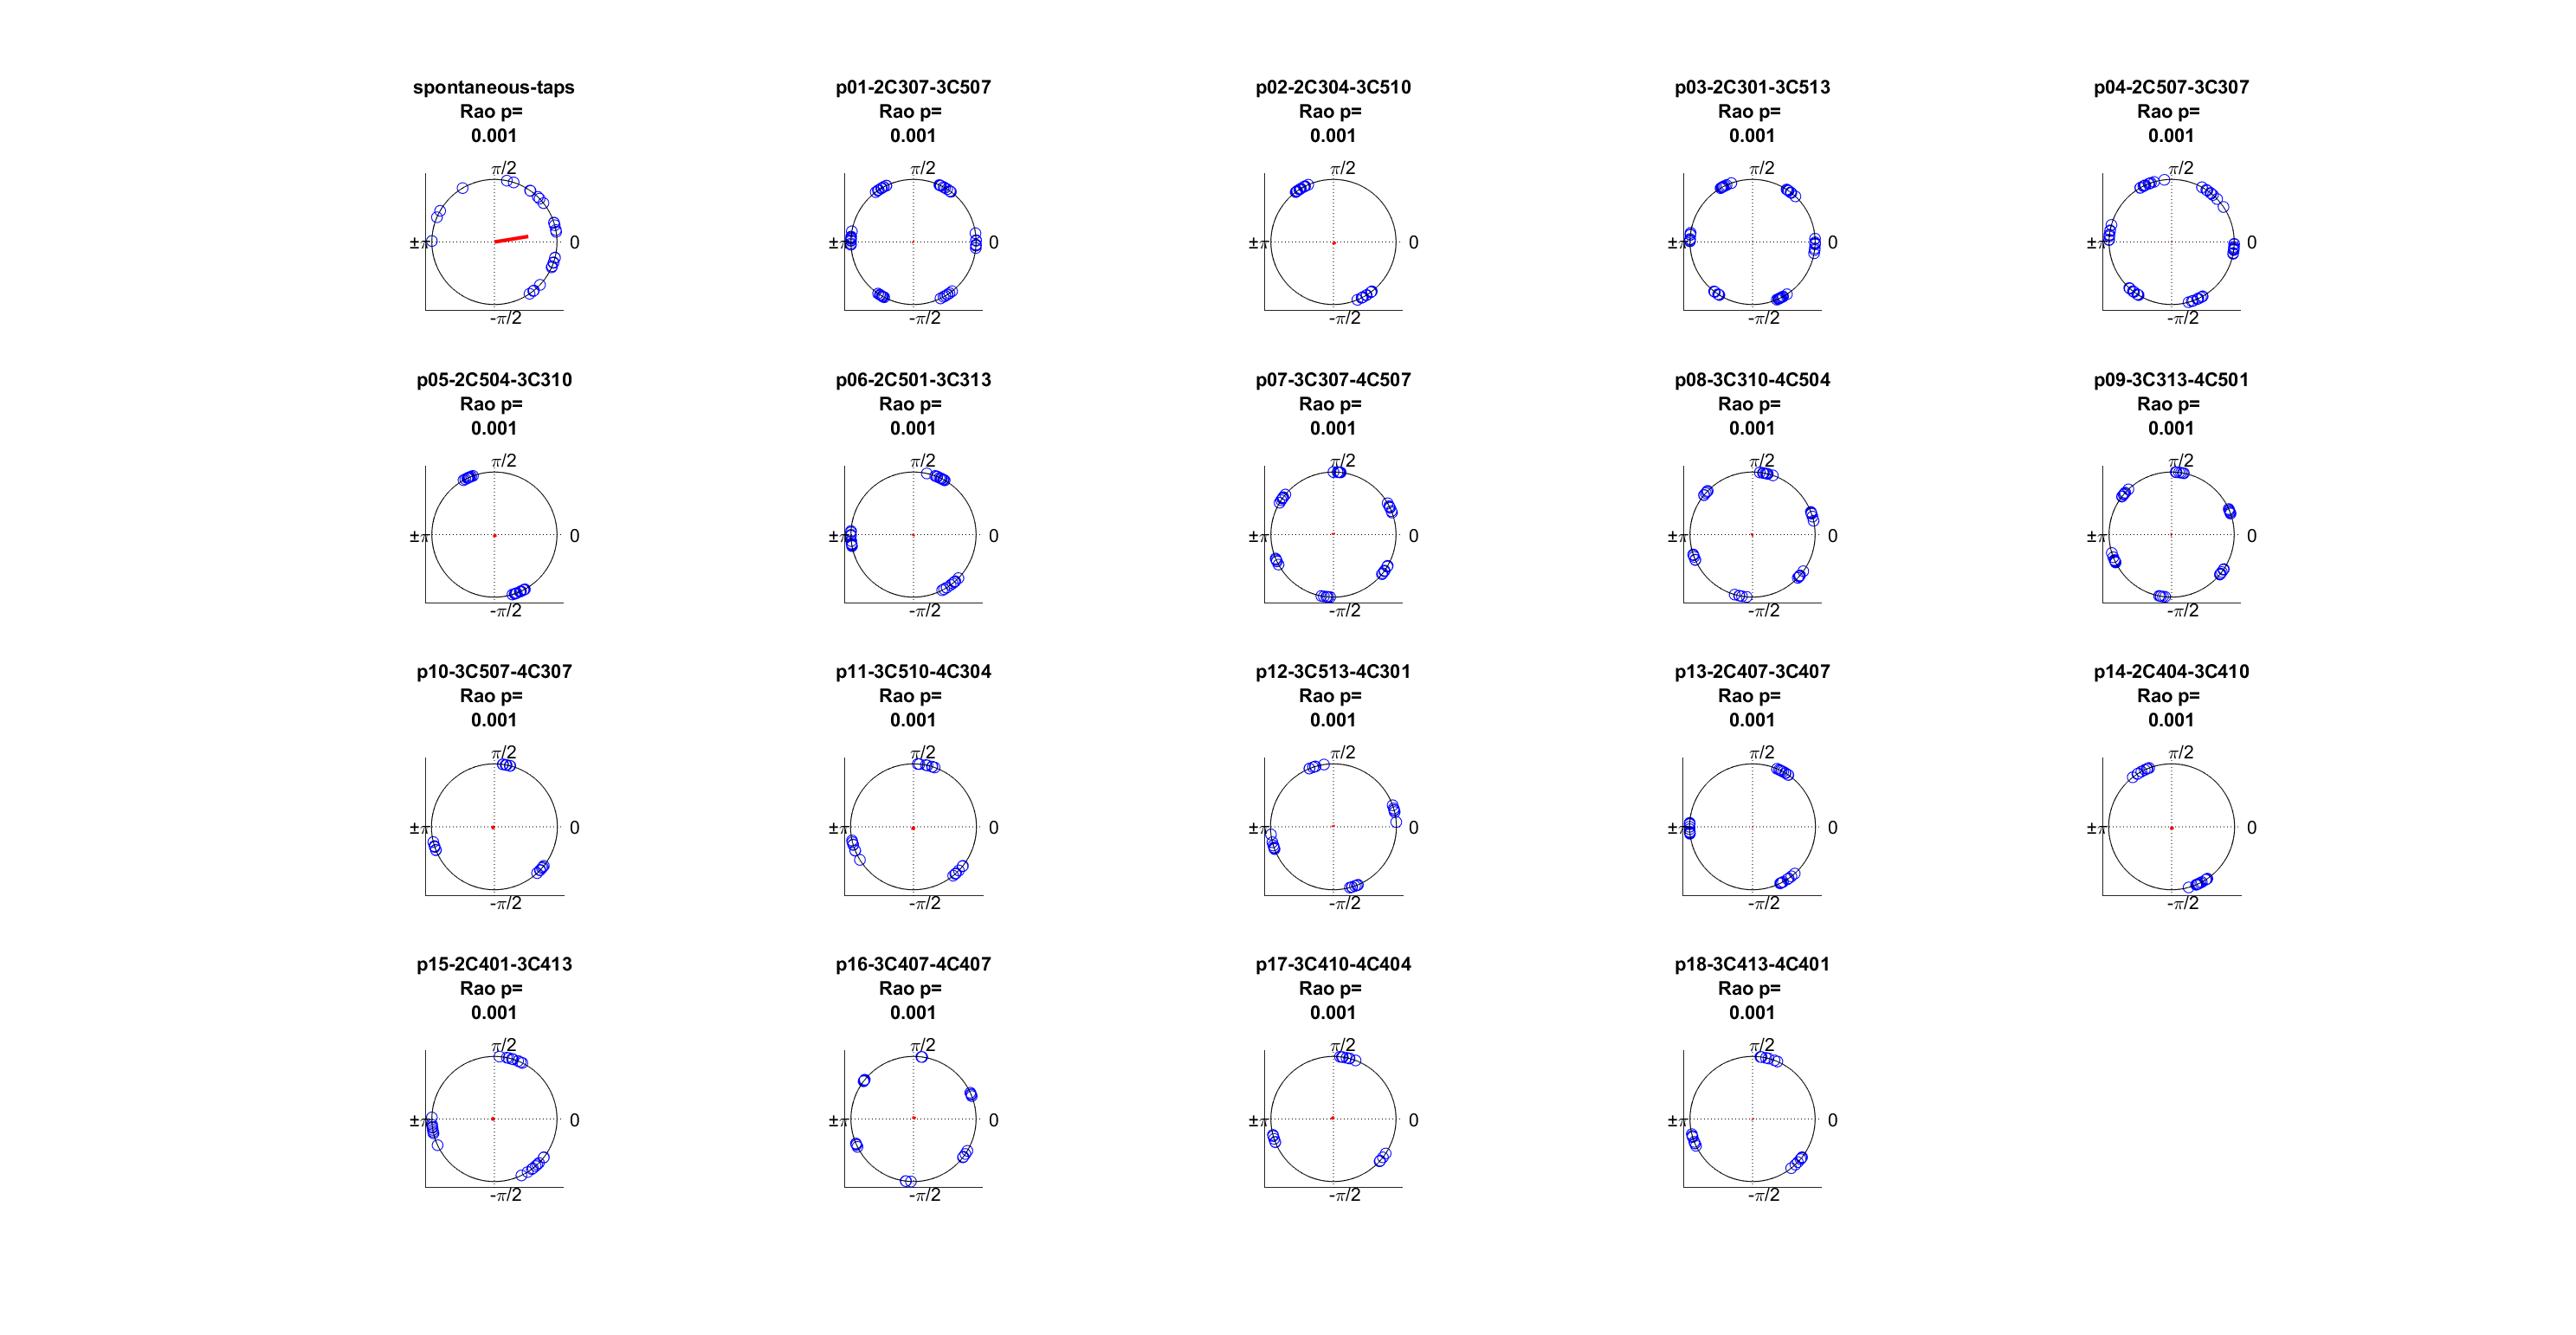 spontaneous-taps
Rao p=
0.001
π/2
±π
0
-π/2
p01-2C307-3C507
Rao p=
0.001
π/2
±π
0
-π/2
p02-2C304-3C510
Rao p=
0.001
π/2
±π
0
-π/2
p03-2C301-3C513
Rao p=
0.001
π/2
±π
0
-π/2
p04-2C507-3C307
Rao p=
0.001
π/2
±π
0
-π/2
p05-2C504-3C310
Rao p=
0.001
π/2
±π
0
-π/2
p06-2C501-3C313
Rao p=
0.001
π/2
±π
0
-π/2
p07-3C307-4C507
Rao p=
0.001
π/2
±π
0
-π/2
p08-3C310-4C504
Rao p=
0.001
π/2
±π
0
-π/2
p09-3C313-4C501
Rao p=
0.001
π/2
±π
0
-π/2
p10-3C507-4C307
Rao p=
0.001
π/2
±π
0
-π/2
p11-3C510-4C304
Rao p=
0.001
π/2
±π
0
-π/2
p12-3C513-4C301
Rao p=
0.001
π/2
±π
0
-π/2
p13-2C407-3C407
Rao p=
0.001
π/2
±π
0
-π/2
p14-2C404-3C410
Rao p=
0.001
π/2
±π
0
-π/2
p15-2C401-3C413
Rao p=
0.001
π/2
±π
0
-π/2
p16-3C407-4C407
Rao p=
0.001
π/2
±π
0
-π/2
p17-3C410-4C404
Rao p=
0.001
π/2
±π
0
-π/2
p18-3C413-4C401
Rao p=
0.001
π/2
±π
0
-π/2